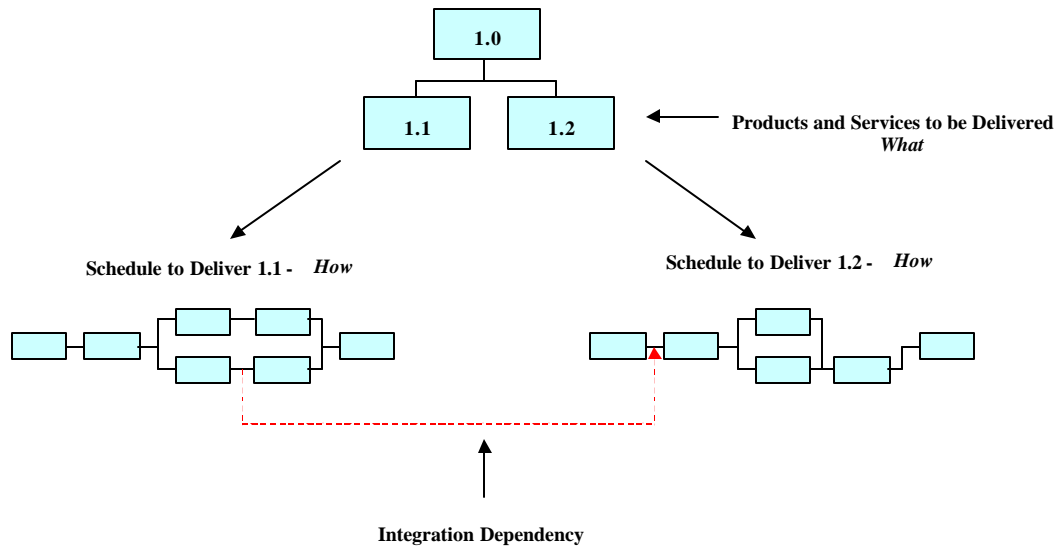 1.0
1.1
1.2
Products and Services to be Delivered
What
Schedule to Deliver 1.1 - How
Schedule to Deliver 1.2 - How
Integration Dependency